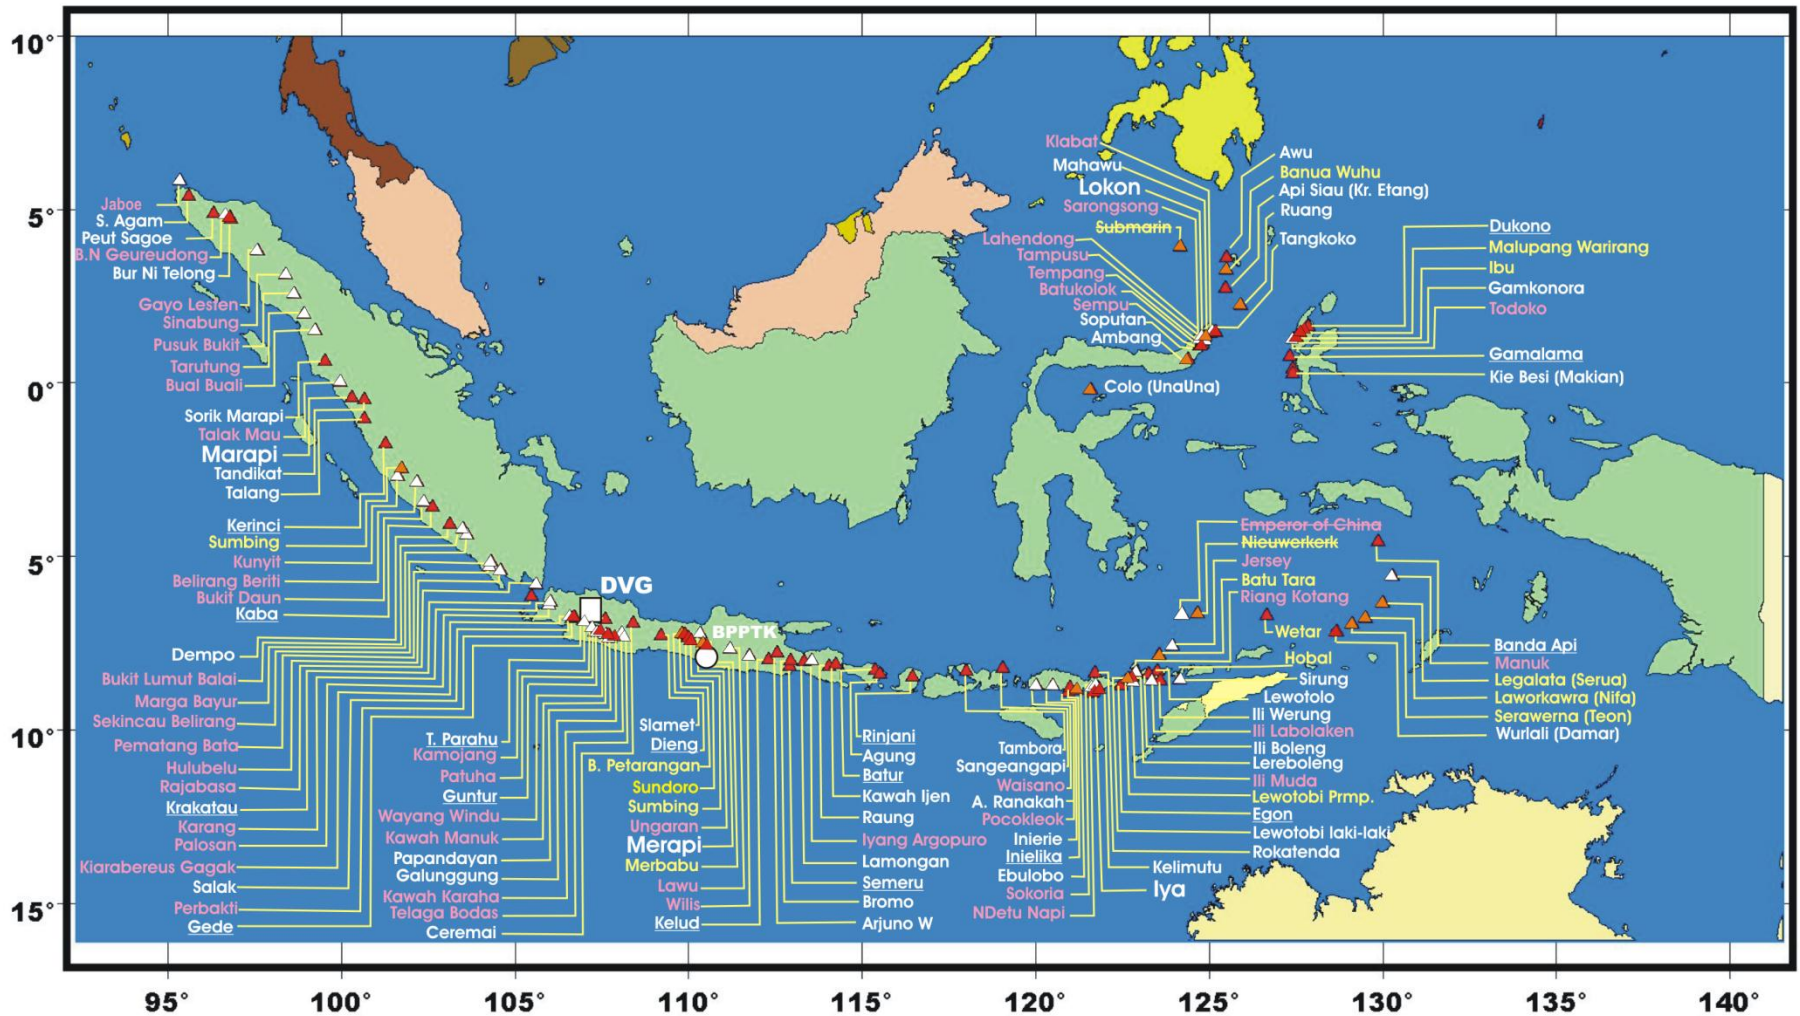 10°
5°
0°
5°
10°
15°
95°
100°
105°
110°
115°
120°
125°
130°
135°
140°
Jaboe
S. Agam
Peut Sagoe
B.N Geureudong
Bur Ni Telong
Gayo Lesten
Sinabung
Pusuk Bukit
Tarutung
Bual Buali
Sorik Marapi
Talak Mau
Marapi
Tandikat
Talang
Kerinci
Sumbing
Kunyit
Belirang Beriti
Bukit Daun
Kaba
Dempo
Bukit Lumut Balai
Marga Bayur
Sekincau Belirang
Pematang Bata
Hulubelu
Rajabasa
Krakatau
Karang
Palosan
Kiarabereus Gagak
Salak
Perbakti
Gede
DVG
BPPTK
T. Parahu
Kamojang
Patuha
Guntur
Wayang Windu
Kawah Manuk
Papandayan
Galunggung
Kawah Karaha
Telaga Bodas
Ceremai
Slamet
Dieng
B. Petarangan
Sundoro
Sumbing
Ungaran
Merapi
Merbabu
Lawu
Wilis
Kelud
Rinjani
Agung
Batur
Kawah Ijen
Raung
Iyang Argopuro
Lamongan
Semeru
Bromo
Arjuno W
Tambora
Sangeangapi
Waisano
A. Ranakah
Pocokleok
Inierie
Inielika
Ebulobo
Sokoria
NDetu Napi
Kelimutu
Iya
Klabat
Mahawu
Lokon
Sarongsong
Submarin
Lahendong
Tampusu
Tempang
Batukolok
Sempu
Soputan
Ambang
Colo (UnaUna)
Awu
Banua Wuhu
Api Siau (Kr. Etang)
Ruang
Tangkoko
Dukono
Malupang Warirang
Ibu
Gamkonora
Todoko
Gamalama
Kie Besi (Makian)
Emperor of China
Nieuwerkerk
Jersey
Batu Tara
Riang Kotang
Wetar
Hobal
Sirung
Lewotolo
Ili Werung
Ili Labolaken
Ili Boleng
Lereboleng
Ili Muda
Lewotobi Prmp.
Egon
Lewotobi laki-laki
Rokatenda
Banda Api
Manuk
Legalata (Serua)
Laworkawra (Nifa)
Serawerna (Teon)
Wurlali (Damar)